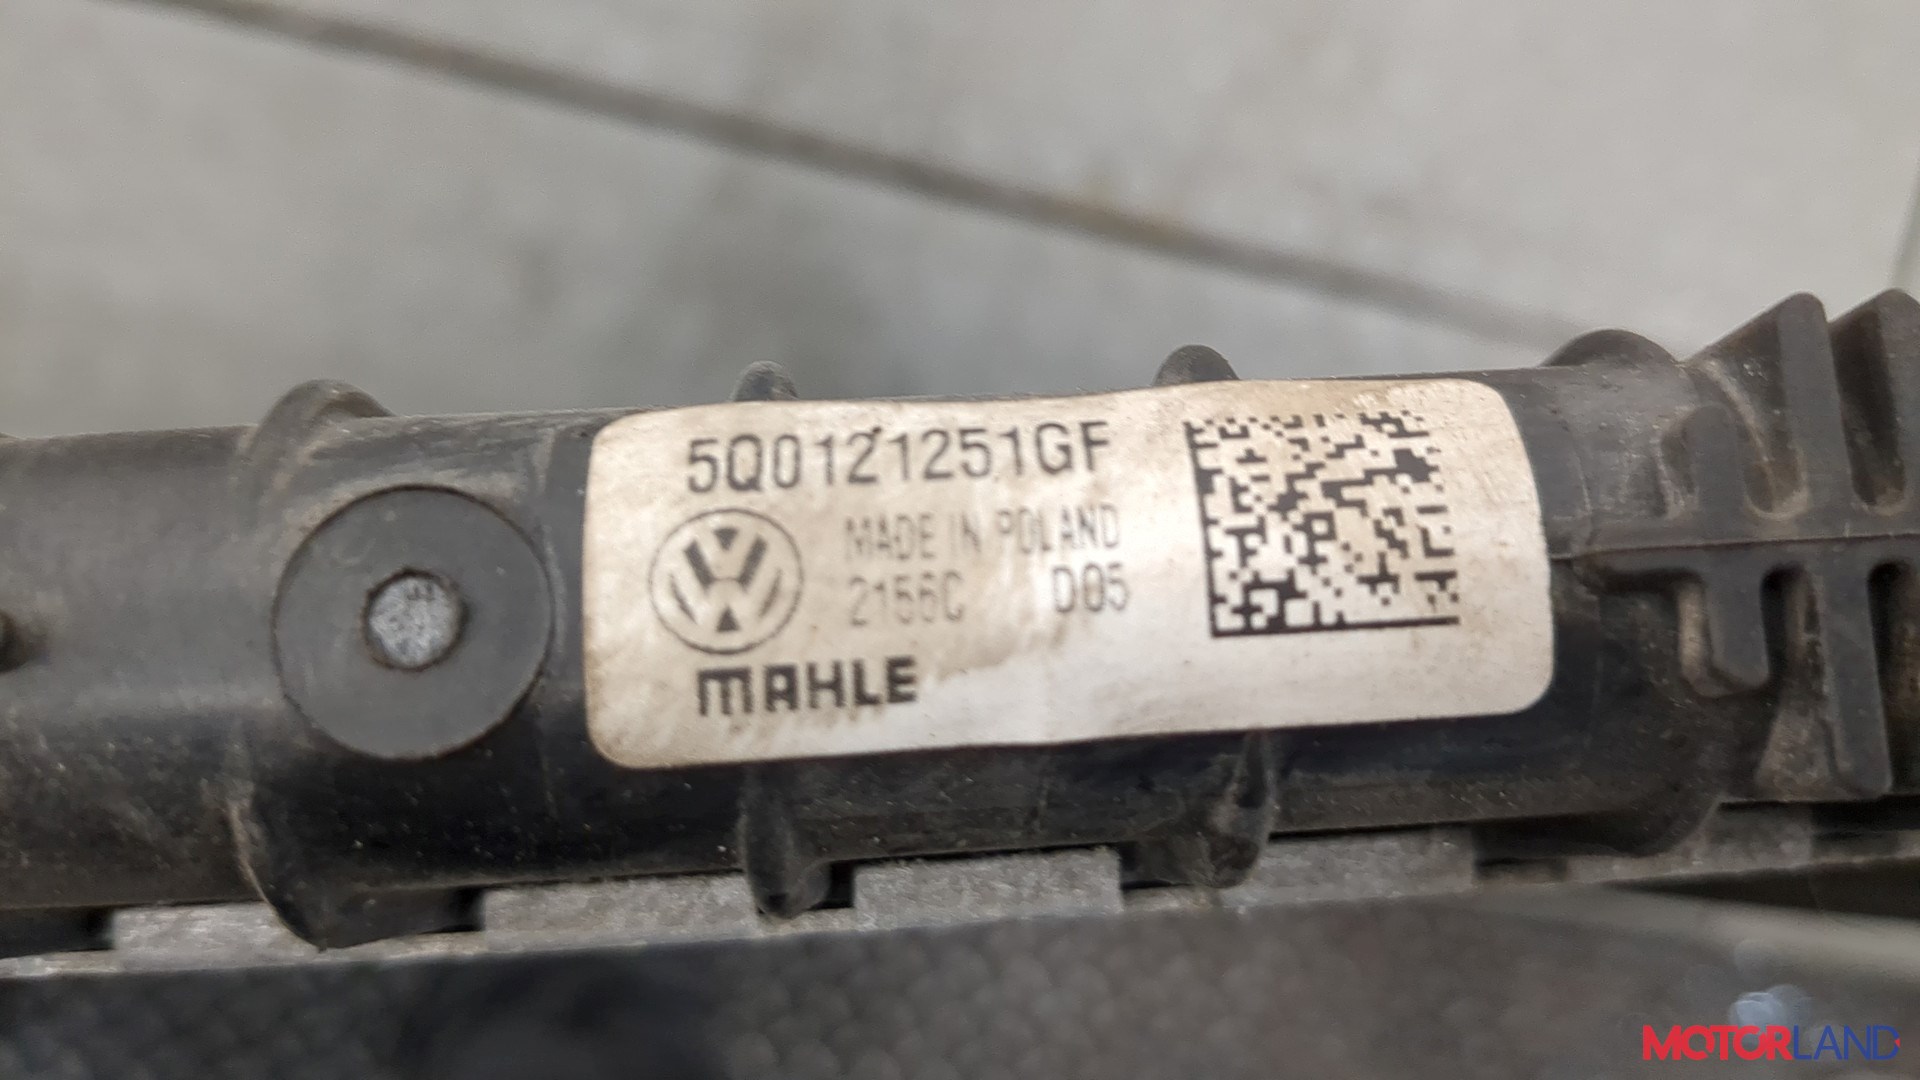 5Q0121251GF
MADE IN POLAND
2156C D05
MAHLE
MOTORLAND